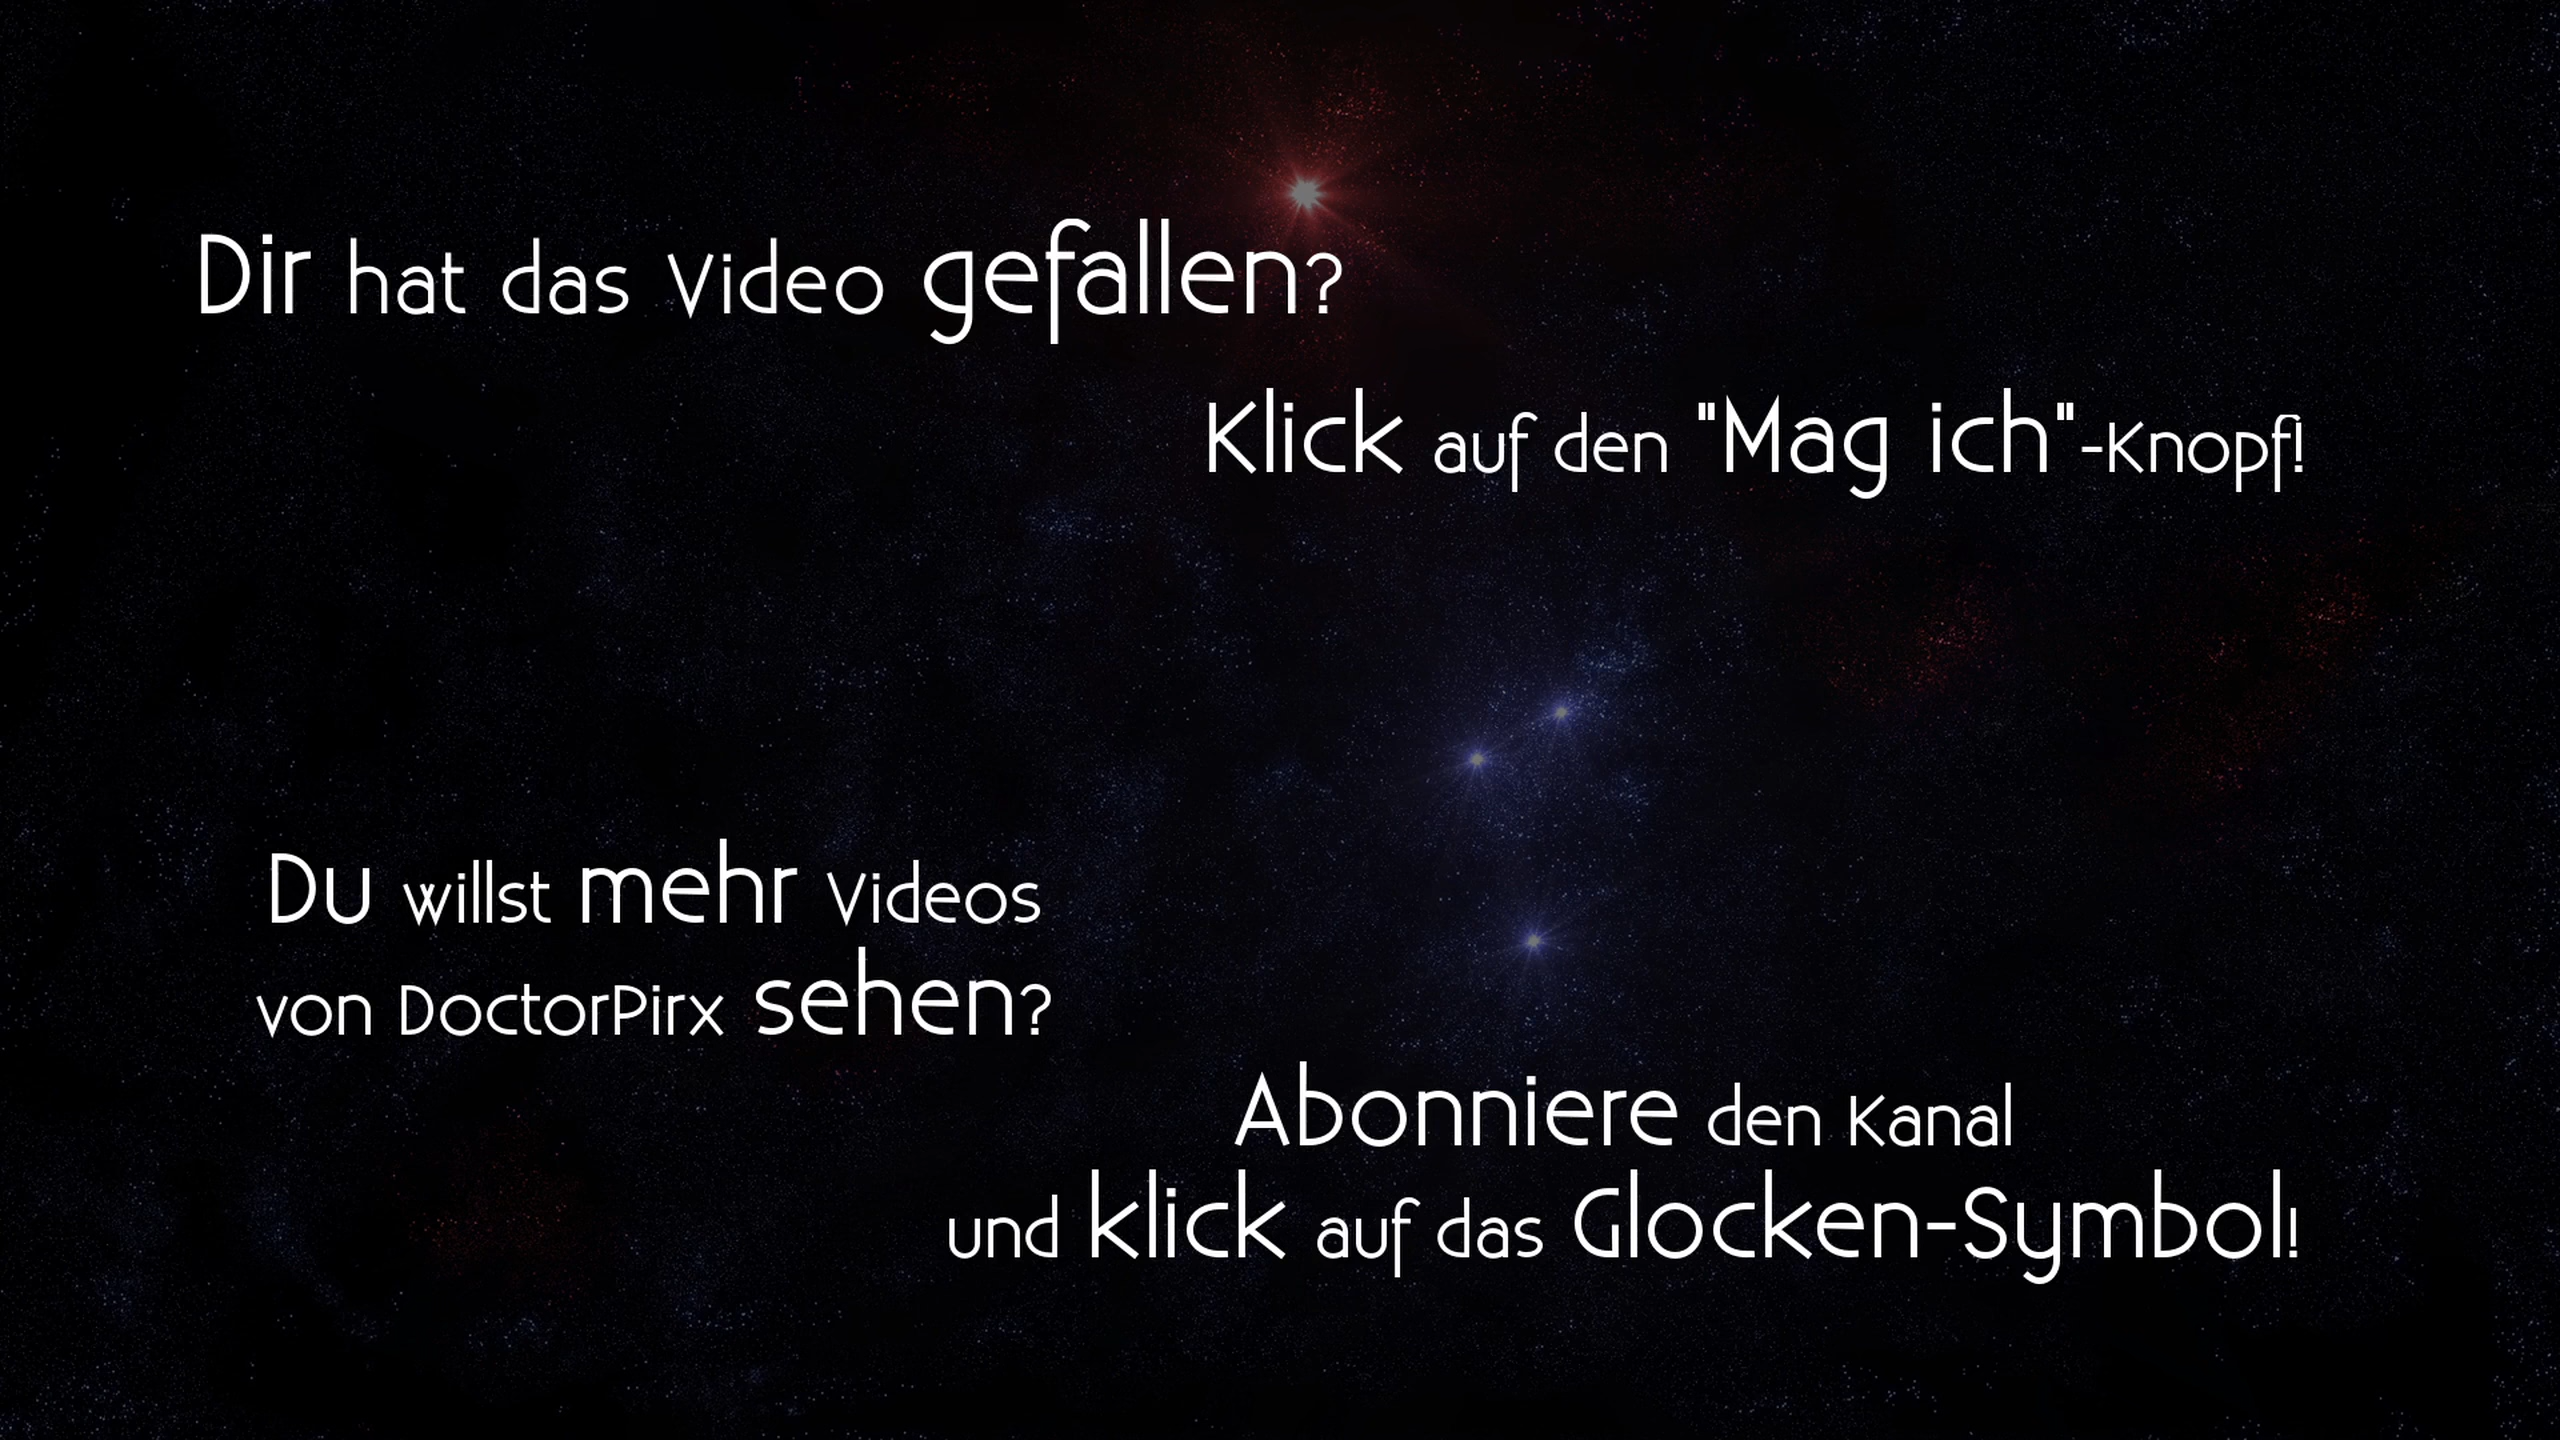 Dir hat das Video gefallen?
Klick auf den "Mag ich"-Knopf!
Du willst mehr Videos
von DoctorPirx sehen?
Abonniere den Kanal
und klick auf das Glocken-Symbol!